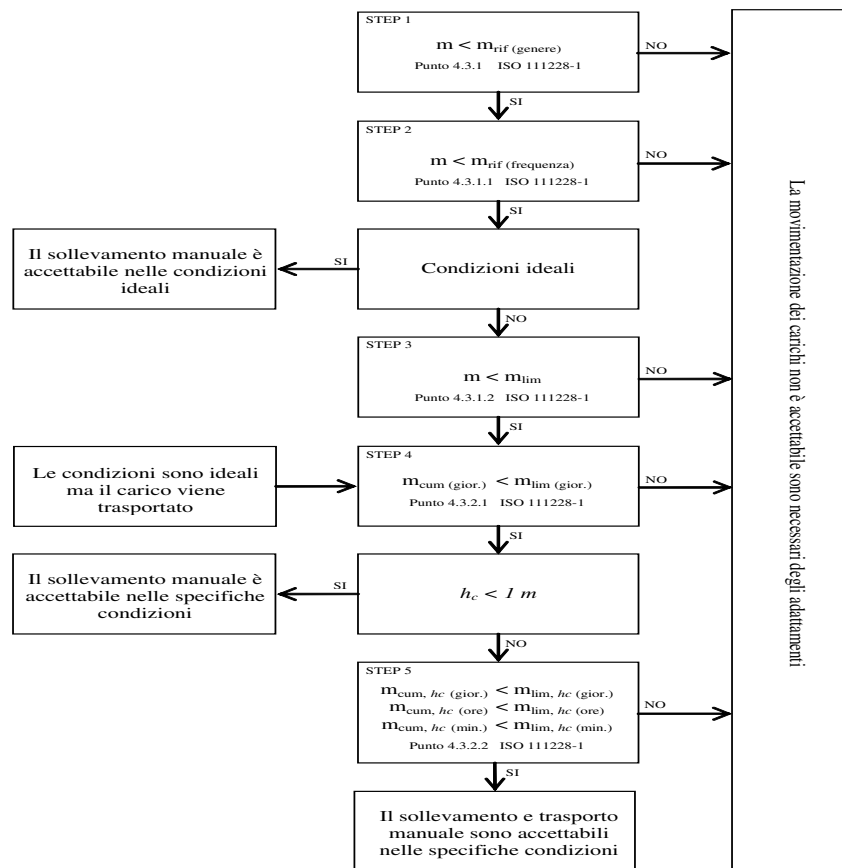 STEP 1
m < mrif (genere)
Punto 4.3.1 ISO 111228-1
NO
SI
STEP 2
m < mrif (frequenza)
Punto 4.3.1.1 ISO 111228-1
NO
SI
Il sollevamento manuale è
accettabile nelle condizioni
ideali
SI
Condizioni ideali
NO
STEP 3
m < mlim
Punto 4.3.1.2 ISO 111228-1
NO
SI
Le condizioni sono ideali
ma il carico viene
trasportato
STEP 4
mcum (gior.) < mlim (gior.)
Punto 4.3.2.1 ISO 111228-1
NO
SI
Il sollevamento manuale è
accettabile nelle specifiche
condizioni
SI
hc < 1 m
NO
STEP 5
mcum, hc (gior.) < mlim, hc (gior.)
mcum, hc (ore) < mlim, hc (ore)
mcum, hc (min.) < mlim, hc (min.)
Punto 4.3.2.2 ISO 111228-1
NO
SI
Il sollevamento e trasporto
manuale sono accettabili
nelle specifiche condizioni
La movimentazione dei carichi non è accettabile sono necessari degli adattamenti